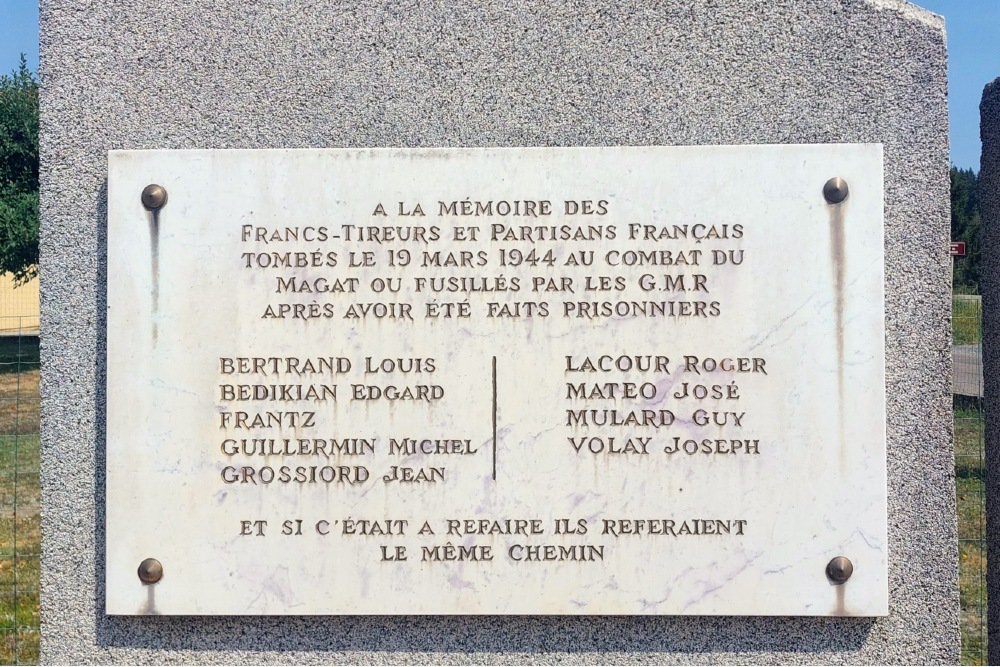 A LA MÉMOIRE DES
FRANCS-TIREURS ET PARTISANS FRANÇAIS
TOMBÉS LE 19 MARS 1944 AU COMBAT DU
MAGAT OU FUSILLÉS PAR LES G.M.R
APRÈS AVOIR ÉTÉ FAITS PRISONNIERS
BERTRAND LOUIS
BEDIKIAN EDGARD
FRANTZ
GUILLERMIN MICHEL
GROSSIORD JEAN
LACOUR ROGER
MATEO JOSÉ
MULARD GUY
VOLAY JOSEPH
ET SI C'ÉTAIT A REFAIRE ILS REFERAIENT
LE MÊME CHEMIN